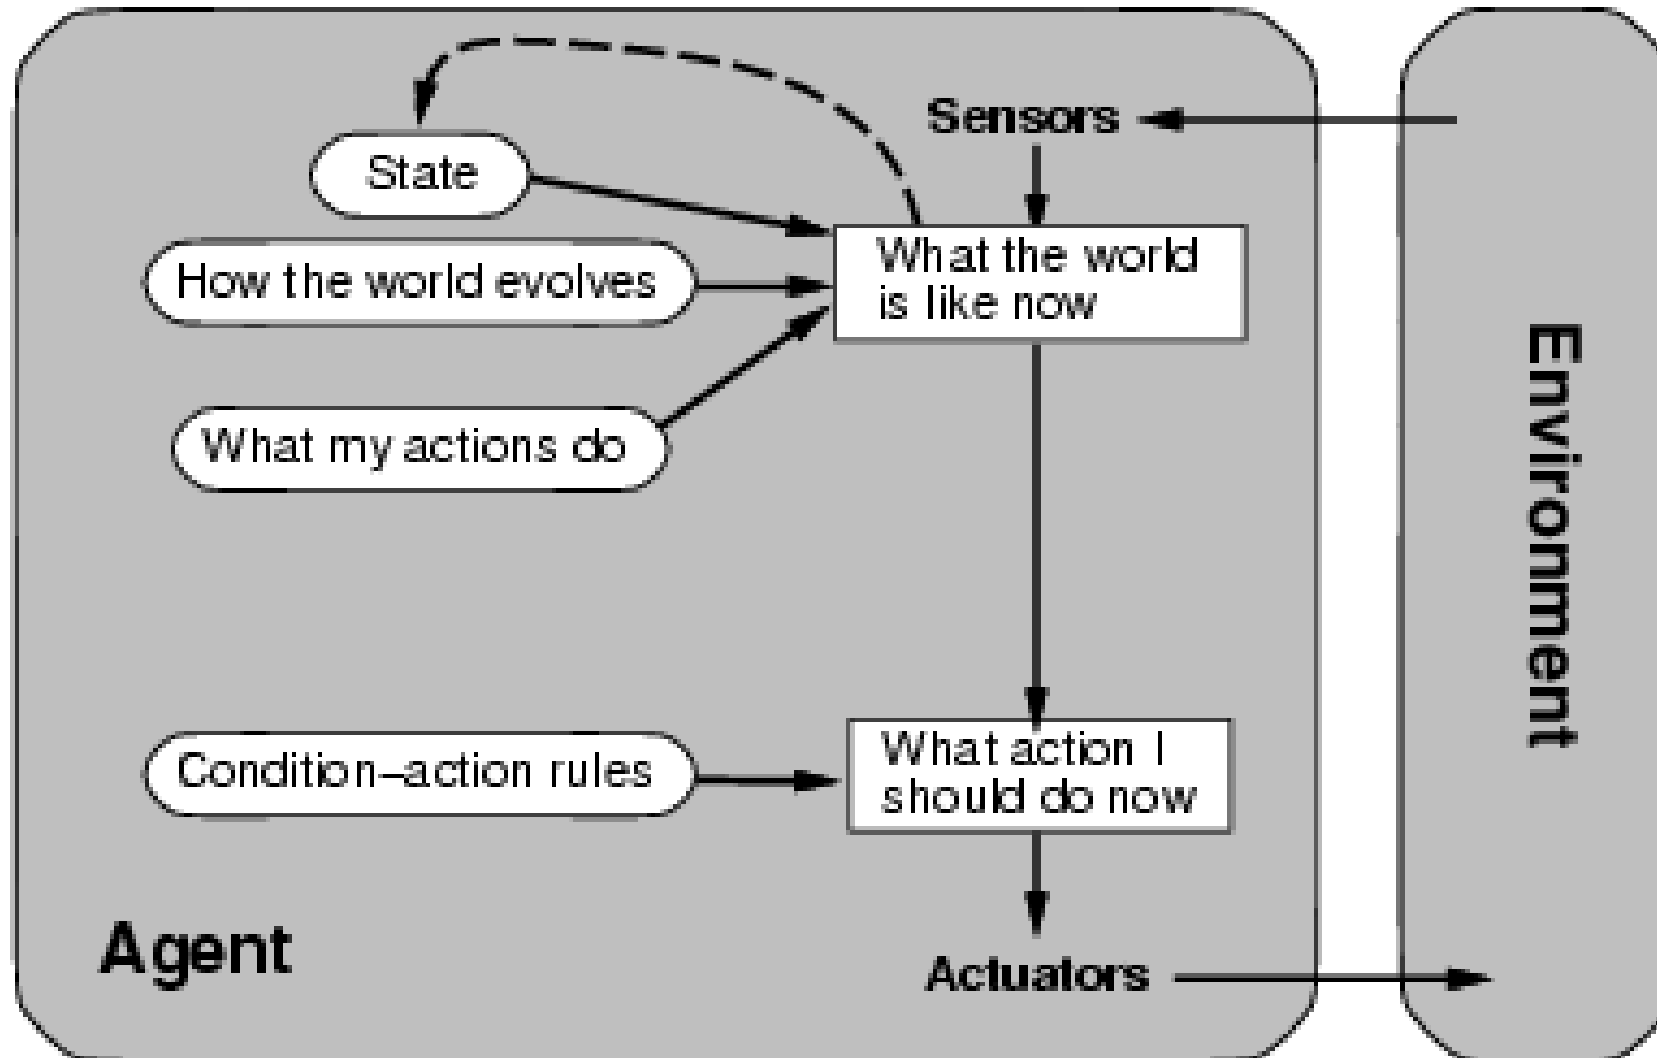 Sensors
State
What the world
is like now
How the world evolves
What my actions do
Environment
Condition–action rules
What action I
should do now
Agent
Actuators